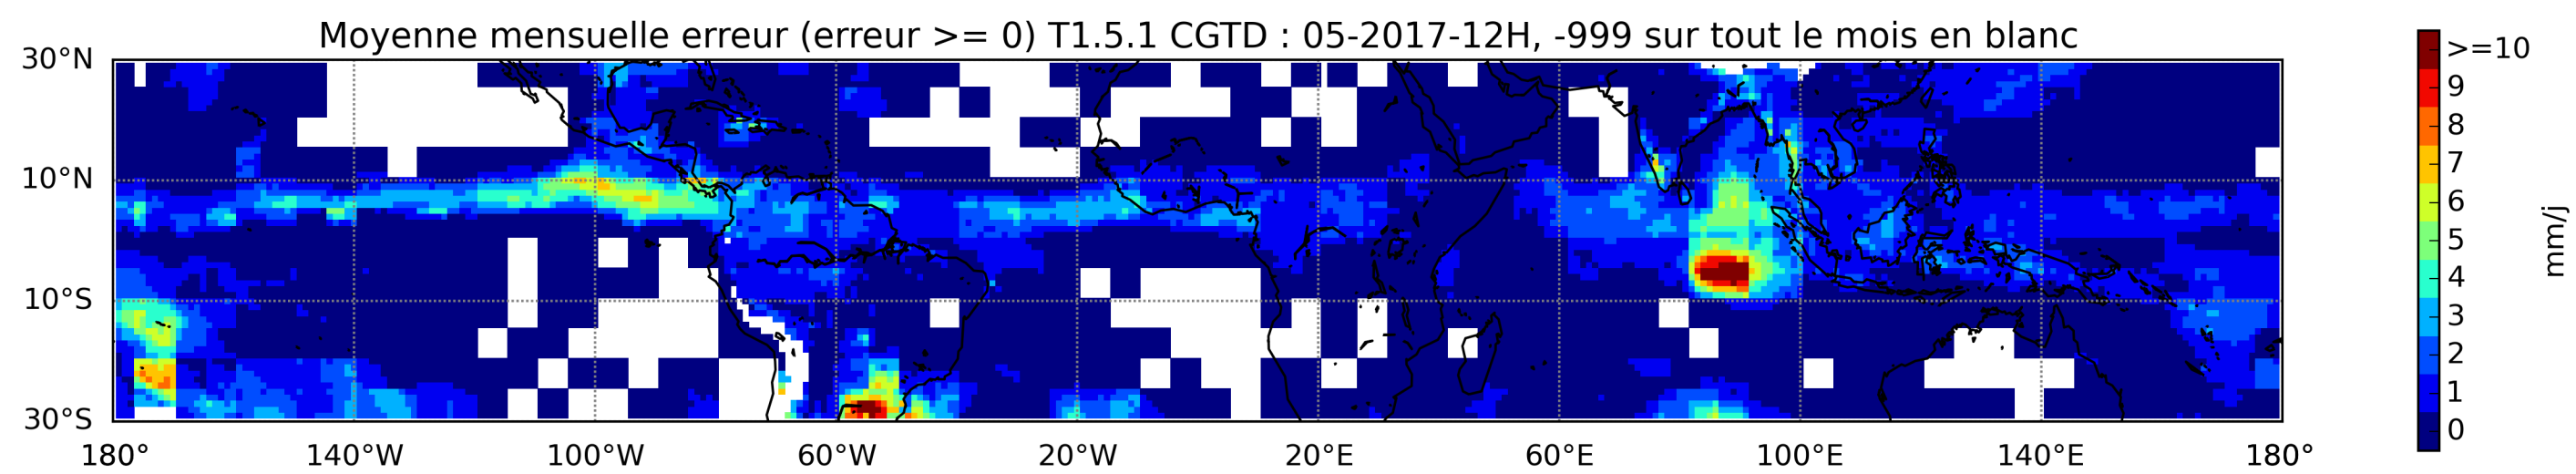 Moyenne mensuelle erreur (erreur >= 0) T1.5.1 CGTD : 05-2017-12H, -999 sur tout le mois en blanc
30°N
10°N
10°S
30°S
180° 140°W 100°W 60°W 20°W 20°E 60°E 100°E 140°E 180°
>=10
9
8
7
6
5
4
3
2
1
0
mm/j